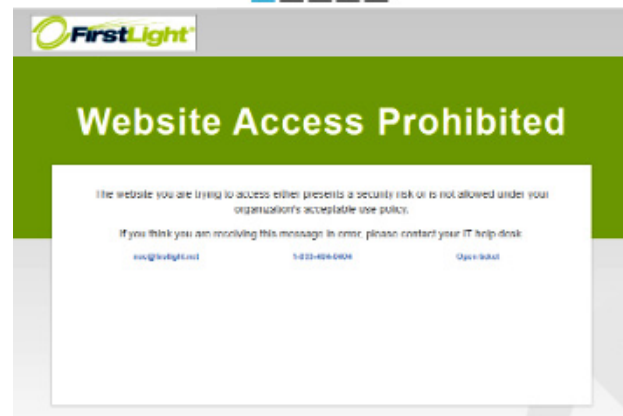 FirstLight
Website Access Prohibited
The website you are trying to access either presents a security risk or is not allowed under your
organization's acceptable use policy.
If you think you are receiving this message in error, please contact your IT help desk
Open ticket